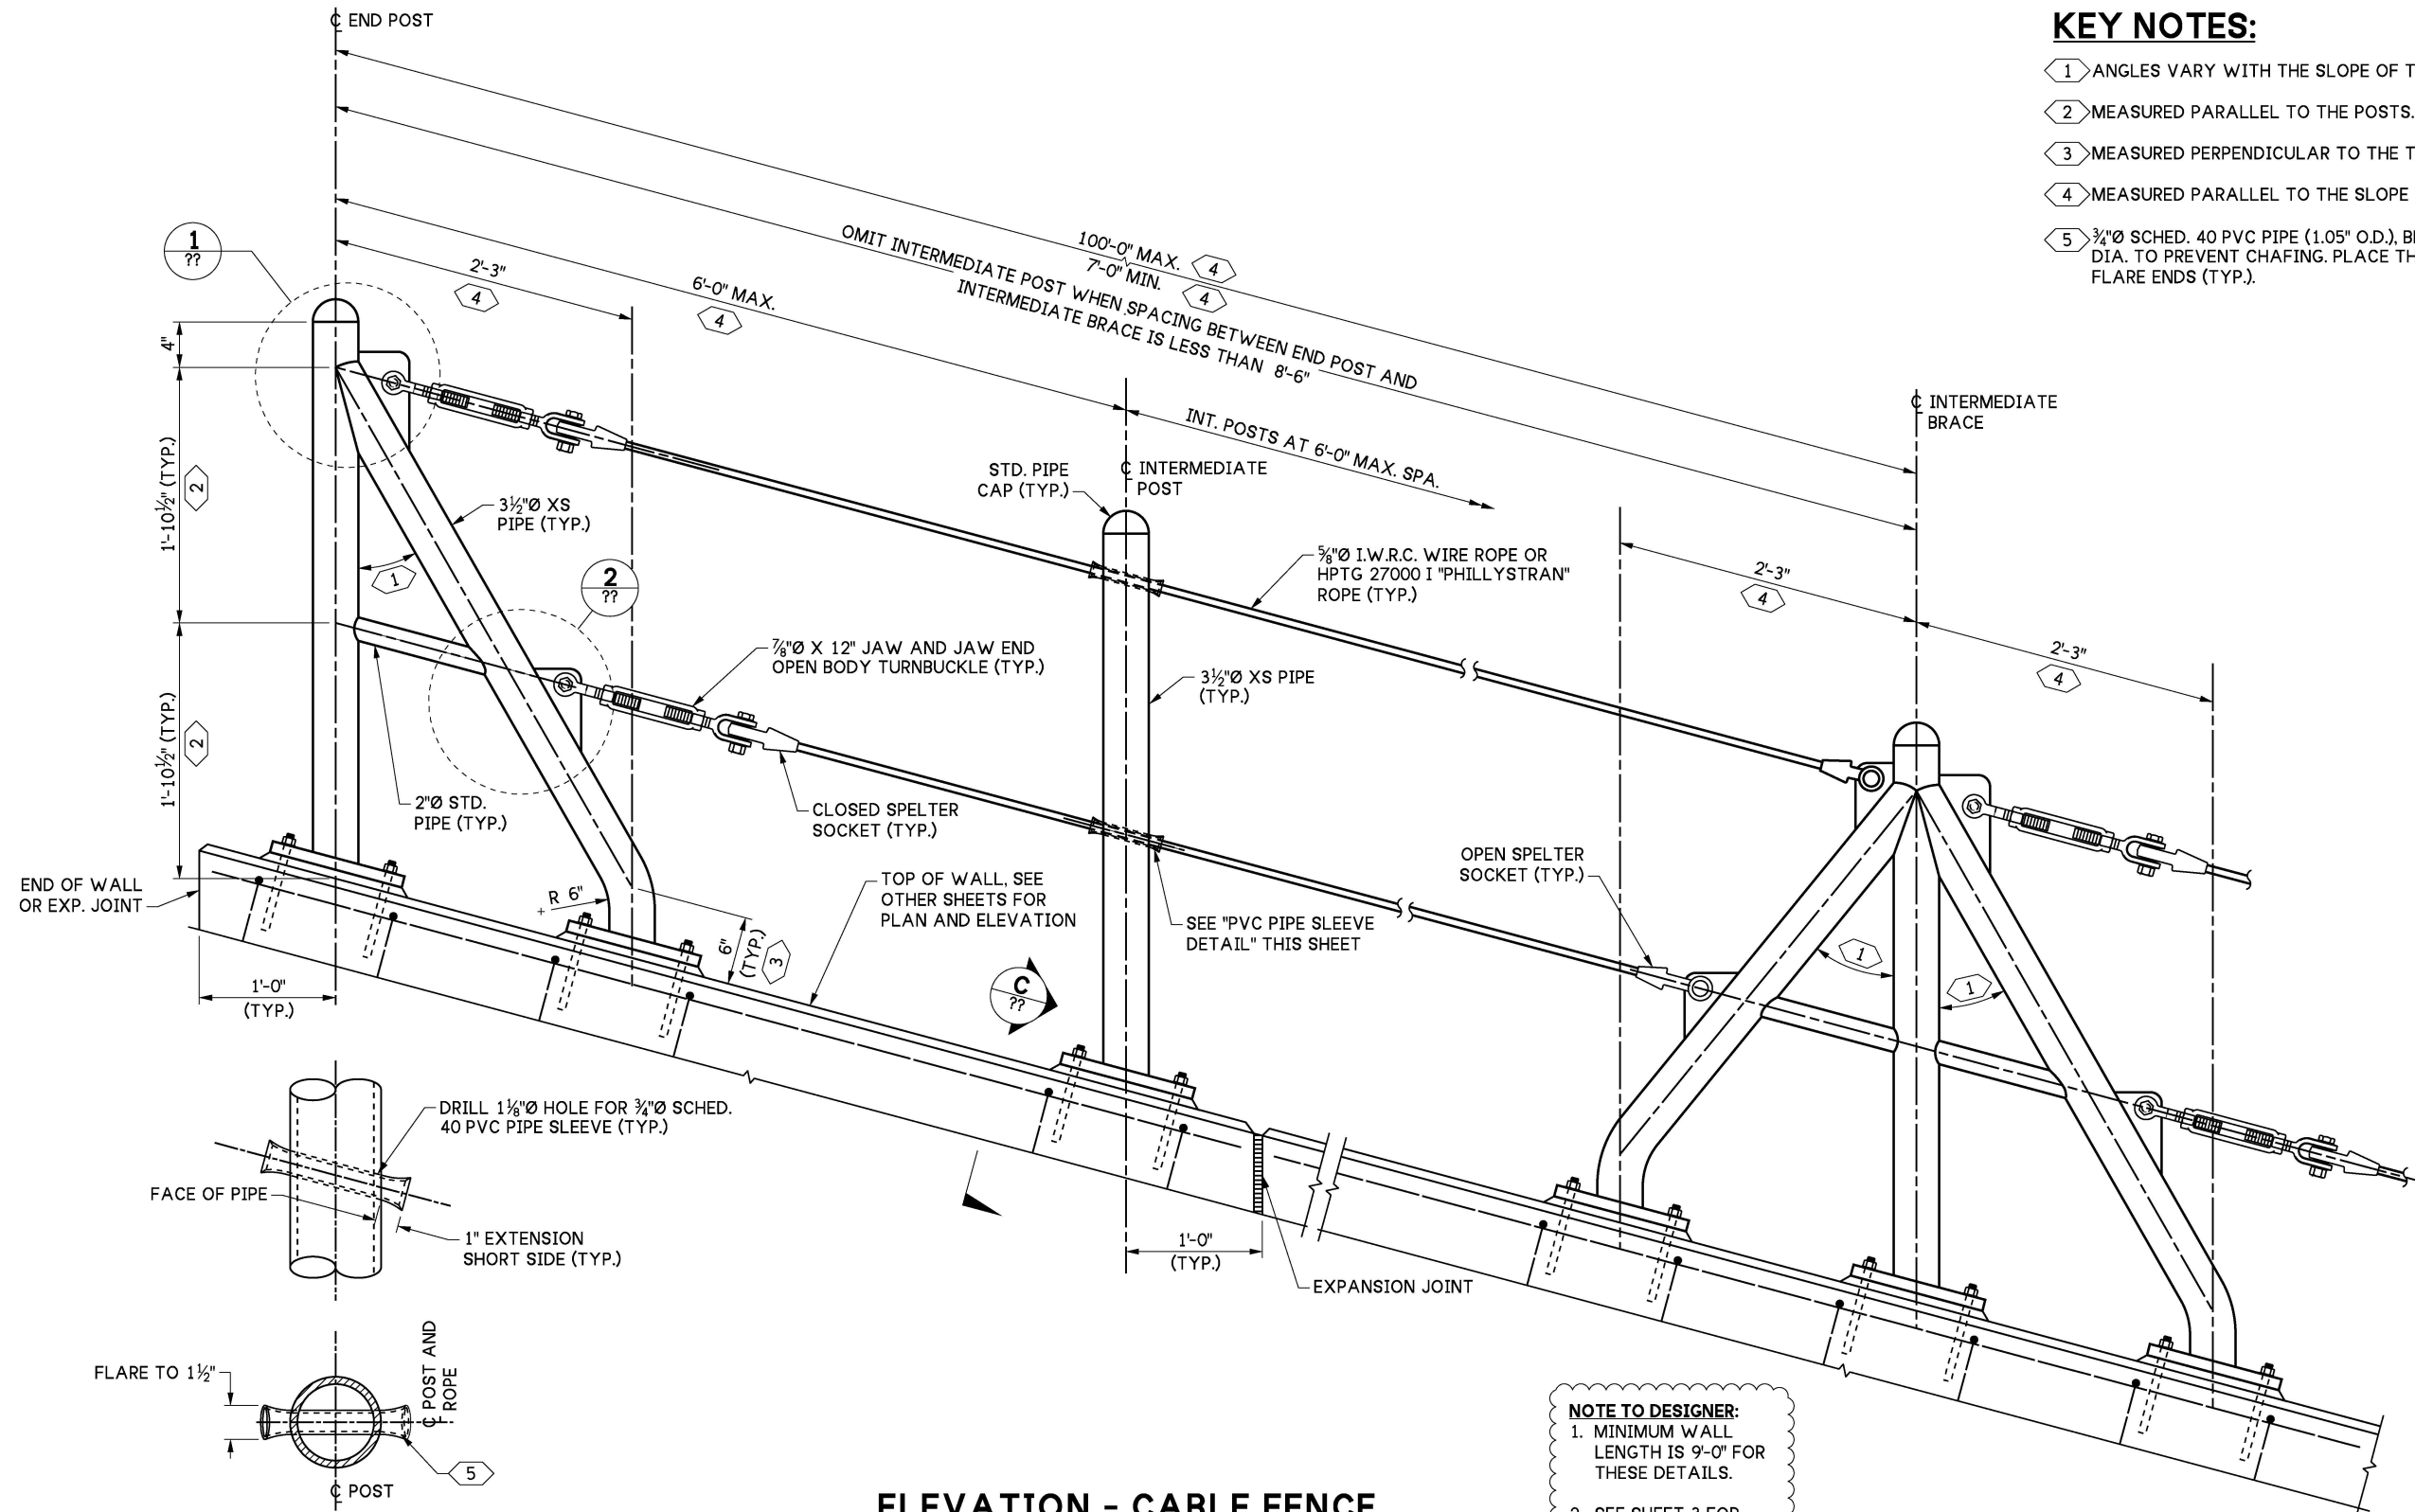 ℄ END POST
KEY NOTES:
1 ANGLES VARY WITH THE SLOPE OF T
2 MEASURED PARALLEL TO THE POSTS.
3 MEASURED PERPENDICULAR TO THE T
4 MEASURED PARALLEL TO THE SLOPE
5 ¾"Ø SCHED. 40 PVC PIPE (1.05" O.D.), B
DIA. TO PREVENT CHAFING. PLACE TH
FLARE ENDS (TYP.).
1
??
100'-0" MAX. 4
7'-0" MIN. 4
OMIT INTERMEDIATE POST WHEN SPACING BETWEEN END POST AND
INTERMEDIATE BRACE IS LESS THAN 8'-6"
2'-3"
4
6'-0" MAX.
4
4"
INT. POSTS AT 6'-0" MAX. SPA.
℄ INTERMEDIATE
BRACE
1'-10½" (TYP.)
2
STD. PIPE
CAP (TYP.)
℄ INTERMEDIATE
POST
3½"Ø XS
PIPE (TYP.)
1
2
??
⅝"Ø I.W.R.C. WIRE ROPE OR
HPTG 27000 I "PHILLYSTRAN"
ROPE (TYP.)
2'-3"
4
2'-3"
4
⅞"Ø X 12" JAW AND JAW END
OPEN BODY TURNBUCKLE (TYP.)
3½"Ø XS PIPE
(TYP.)
1'-10½" (TYP.)
2
2"Ø STD.
PIPE (TYP.)
CLOSED SPELTER
SOCKET (TYP.)
OPEN SPELTER
SOCKET (TYP.)
END OF WALL
OR EXP. JOINT
R 6"
TOP OF WALL, SEE
OTHER SHEETS FOR
PLAN AND ELEVATION
SEE "PVC PIPE SLEEVE
DETAIL" THIS SHEET
6"
(TYP.)
3
C
??
1
1
1'-0"
(TYP.)
DRILL 1⅛"Ø HOLE FOR ¾"Ø SCHED.
40 PVC PIPE SLEEVE (TYP.)
FACE OF PIPE
1" EXTENSION
SHORT SIDE (TYP.)
1'-0"
(TYP.)
EXPANSION JOINT
FLARE TO 1½"
℄ POST AND
ROPE
5
℄ POST
NOTE TO DESIGNER:
1. MINIMUM WALL
LENGTH IS 9'-0" FOR
THESE DETAILS.
2. SEE SHEET 3 FOR
ELEVATION - CABLE FENCE